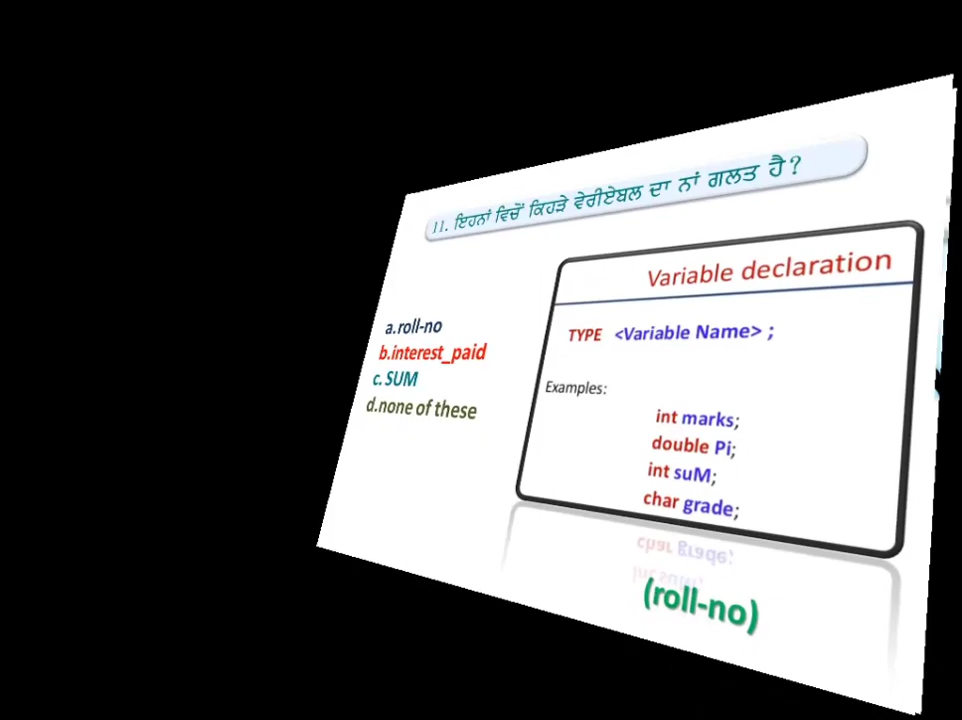 11. ਇਹਨਾਂ ਵਿਚੋਂ ਕਿਹੜੇ ਵੇਰੀਏਬਲ ਦਾ ਨਾਂ ਗਲਤ ਹੈ?
a.roll-no
b.interest_paid
c. SUM
d.none of these
Variable declaration
TYPE <Variable Name> ;
Examples:
int marks;
double Pi;
int suM;
char grade;
(roll-no)